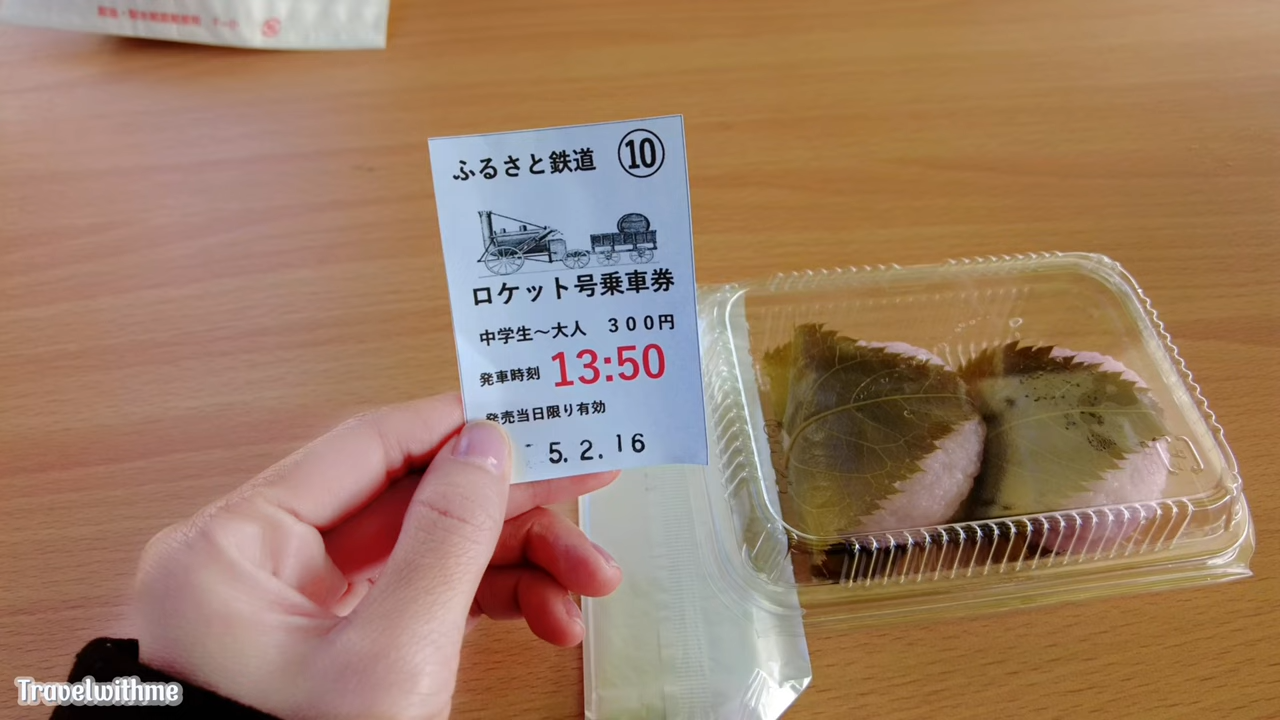 ふるさと鉄道 ⑩
ロケット号乗車券
中学生〜大人 300円
発車時刻 13:50
発売当日限り有効
5.2.16
Travelwithme